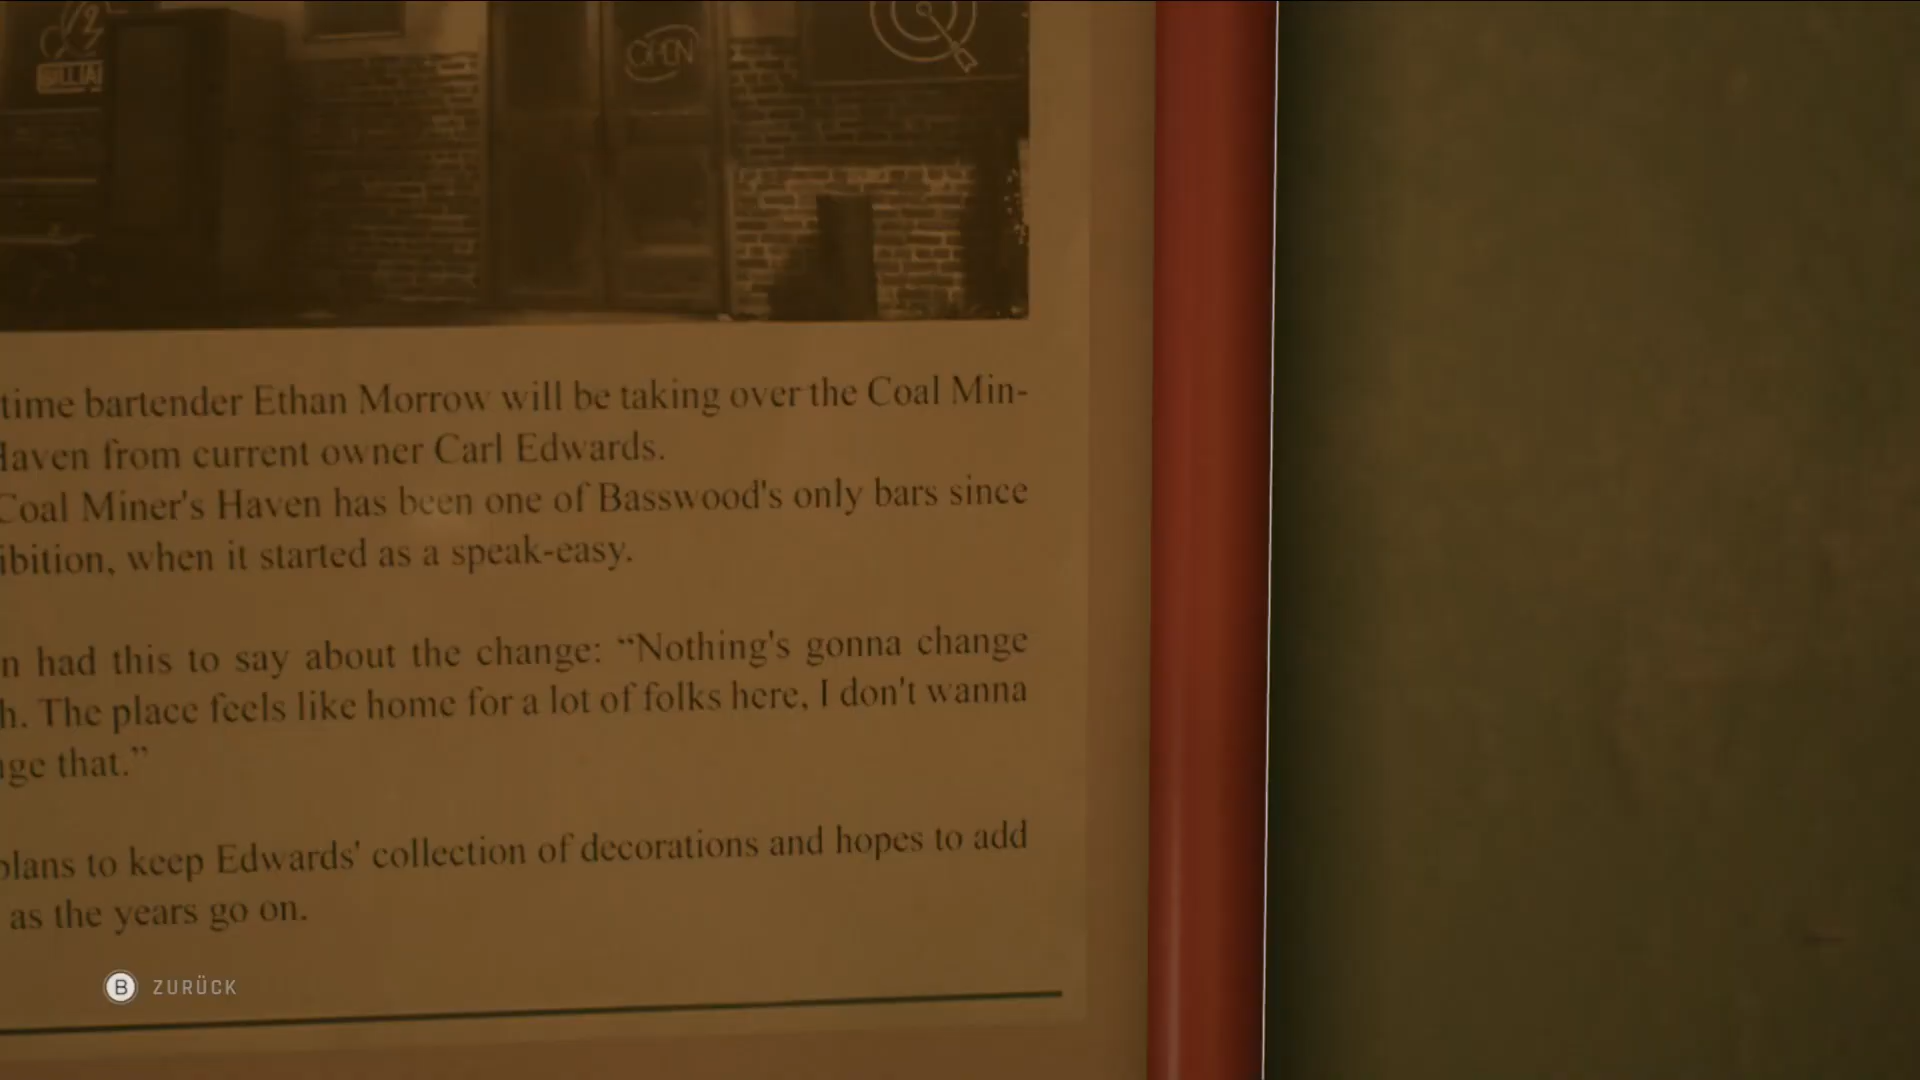 OPEN
time bartender Ethan Morrow will be taking over the Coal Min-
Haven from current owner Carl Edwards.
Coal Miner's Haven has been one of Basswood's only bars since
ibition, when it started as a speak-easy.
n had this to say about the change: “Nothing's gonna change
h. The place feels like home for a lot of folks here, I don't wanna
ge that.”
plans to keep Edwards' collection of decorations and hopes to add
as the years go on.
B ZURÜCK